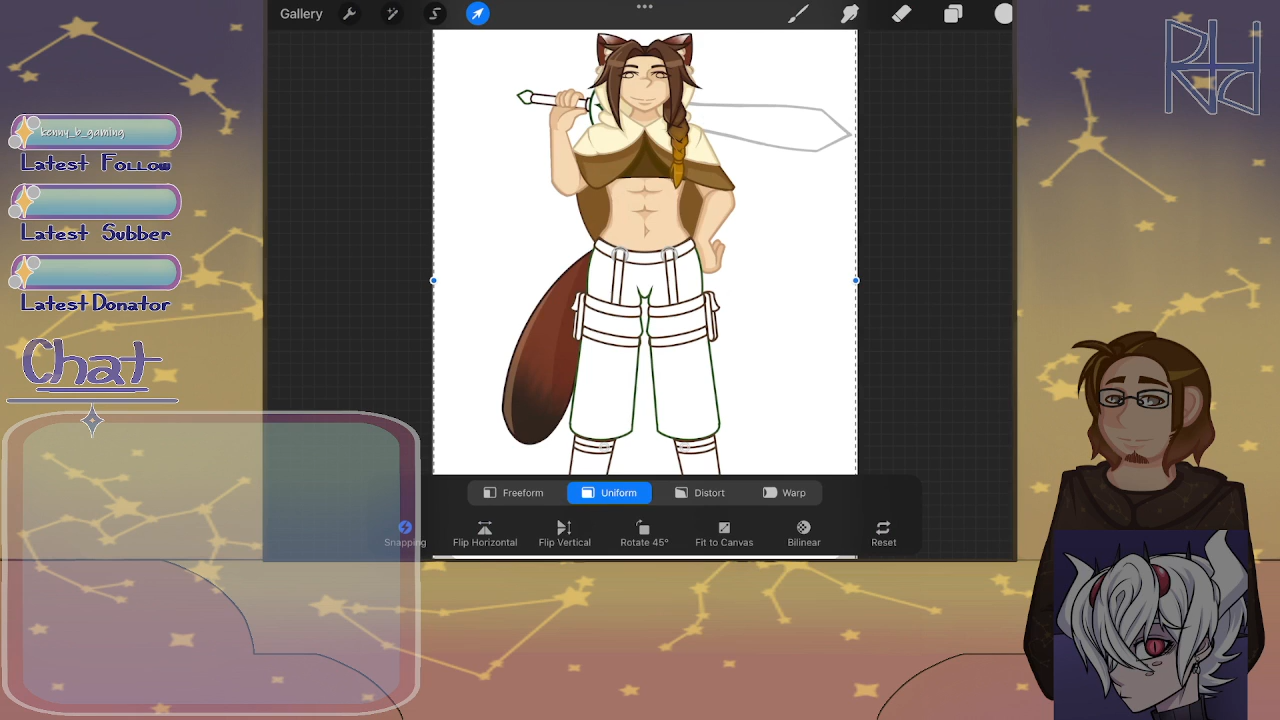 Gallery
kenny_b_gaming
Latest Follow
Latest Subber
Latest Donator
Chat
Freeform
Uniform
Distort
Warp
Snapping
Flip Horizontal
Flip Vertical
Rotate 45°
Fit to Canvas
Bilinear
Reset